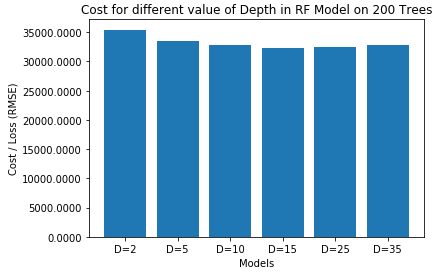 Cost for different value of Depth in RF Model on 200 Trees
Cost / Loss (RMSE)
35000.0000
30000.0000
25000.0000
20000.0000
15000.0000
10000.0000
5000.0000
0.0000
D=2 D=5 D=10 D=15 D=25 D=35
Models